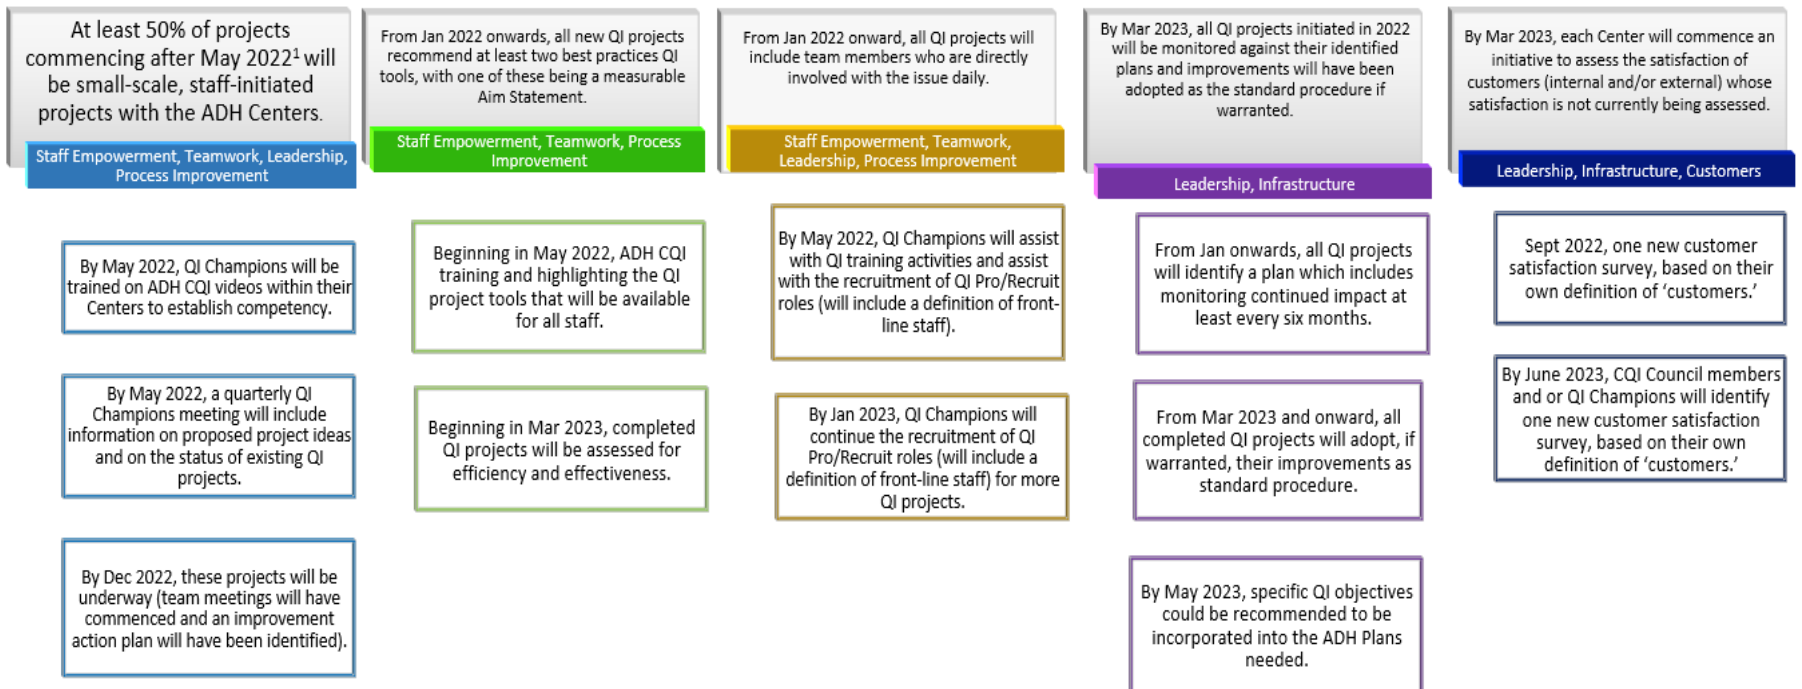 At least 50% of projects
commencing after May 2022¹ will
be small-scale, staff-initiated
projects with the ADH Centers.
Staff Empowerment, Teamwork, Leadership,
Process Improvement
By May 2022, QI Champions will be
trained on ADH CQI videos within their
Centers to establish competency.
By May 2022, a quarterly QI
Champions meeting will include
information on proposed project ideas
and on the status of existing QI
projects.
By Dec 2022, these projects will be
underway (team meetings will have
commenced and an improvement
action plan will have been identified).
From Jan 2022 onwards, all new QI projects
recommend at least two best practices QI
tools, with one of these being a measurable
Aim Statement.
Staff Empowerment, Teamwork, Process
Improvement
Beginning in May 2022, ADH CQI
training and highlighting the QI
project tools that will be available
for all staff.
Beginning in Mar 2023, completed
QI projects will be assessed for
efficiency and effectiveness.
From Jan 2022 onward, all QI projects will
include team members who are directly
involved with the issue daily.
Staff Empowerment, Teamwork,
Leadership, Process Improvement
By May 2022, QI Champions will assist
with QI training activities and assist
with the recruitment of QI Pro/Recruit
roles (will include a definition of front-
line staff).
By Jan 2023, QI Champions will
continue the recruitment of QI
Pro/Recruit roles (will include a
definition of front-line staff) for more
QI projects.
By Mar 2023, all QI projects initiated in 2022
will be monitored against their identified
plans and improvements will have been
adopted as the standard procedure if
warranted.
Leadership, Infrastructure
From Jan onwards, all QI projects
will identify a plan which includes
monitoring continued impact at
least every six months.
From Mar 2023 and onward, all
completed QI projects will adopt, if
warranted, their improvements as
standard procedure.
By May 2023, specific QI objectives
could be recommended to be
incorporated into the ADH Plans
needed.
By Mar 2023, each Center will commence an
initiative to assess the satisfaction of
customers (internal and/or external) whose
satisfaction is not currently being assessed.
Leadership, Infrastructure, Customers
Sept 2022, one new customer
satisfaction survey, based on their
own definition of ‘customers.’
By June 2023, CQI Council members
and or QI Champions will identify
one new customer satisfaction
survey, based on their own
definition of ‘customers.’